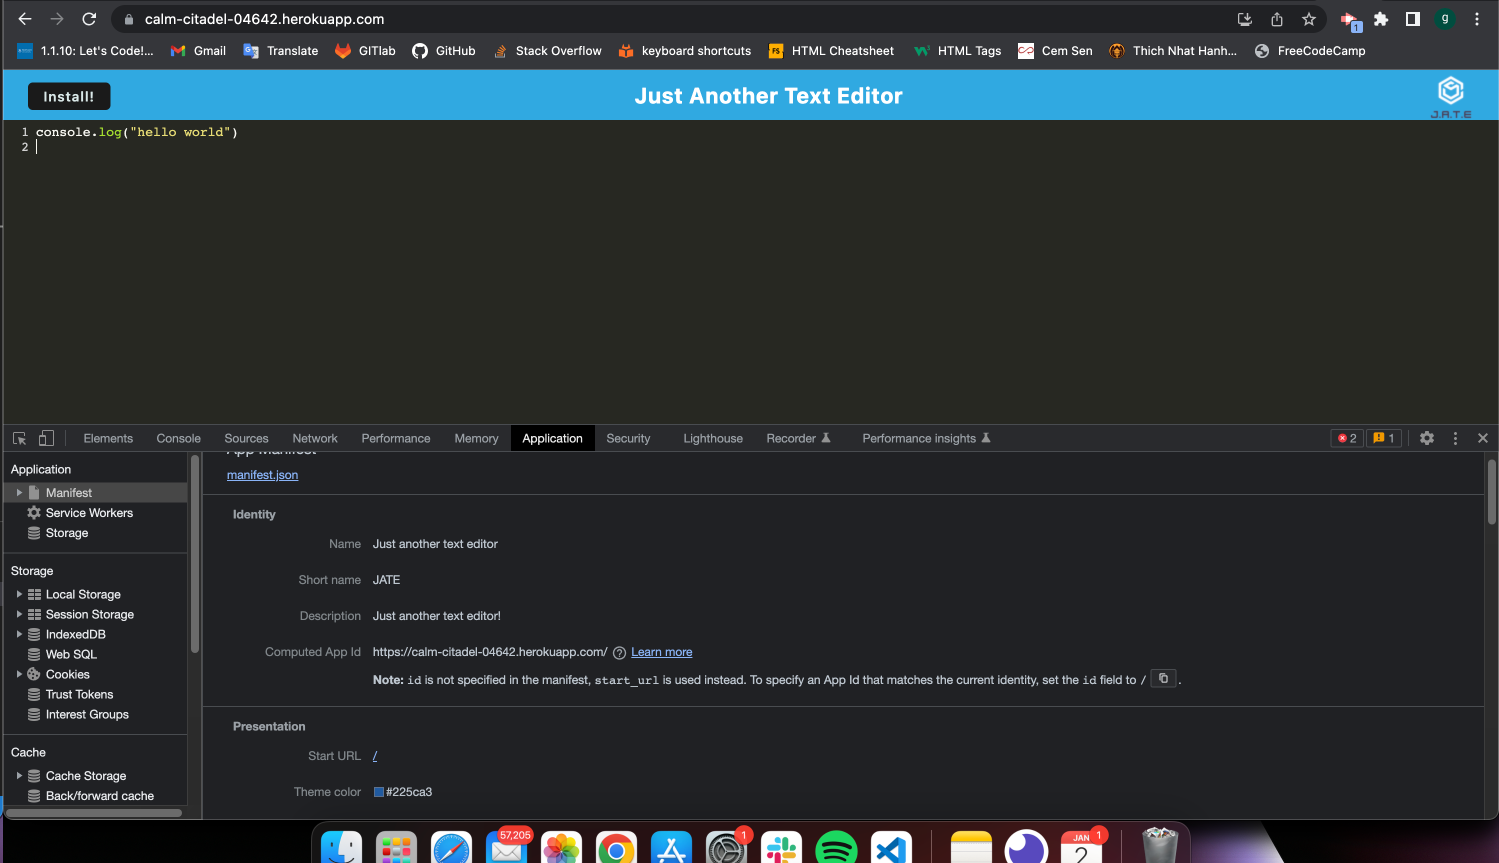 calm-citadel-04642.herokuapp.com
1
g
1.1.10: Let's Code!... Gmail Translate GITlab GitHub Stack Overflow keyboard shortcuts FS HTML Cheatsheet HTML Tags Cem Sen Thich Nhat Hanh... FreeCodeCamp
Install! Just Another Text Editor
J.A.T.E
1 console.log("hello world")
2
Elements Console Sources Network Performance Memory Application Security Lighthouse Recorder Performance insights 2 1
Application
Manifest
Service Workers
Storage
Storage
Local Storage
Session Storage
IndexedDB
Web SQL
Cookies
Trust Tokens
Interest Groups
Cache
Cache Storage
Back/forward cache
App Manifest
manifest.json
Identity
Name Just another text editor
Short name JATE
Description Just another text editor!
Computed App Id https://calm-citadel-04642.herokuapp.com/ Learn more
Note: id is not specified in the manifest, start_url is used instead. To specify an App Id that matches the current identity, set the id field to / .
Presentation
Start URL /
Theme color #225ca3
57,205
1
JAN
1
2